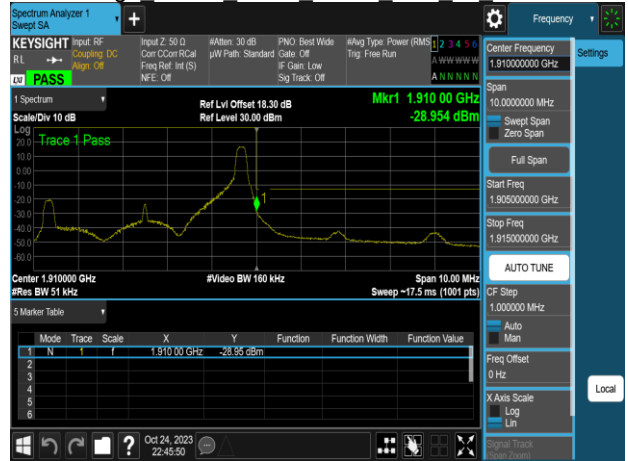 Spectrum Analyzer 1
Swept SA
Frequency
KEYSIGHT
Input: RF
Coupling: DC
Align: Off
Input Z: 50 Ω
Corr CCorr RCal
Freq Ref: Int (S)
NFE: Off
#Atten: 30 dB
µW Path: Standard
PNO: Best Wide
Gate: Off
IF Gain: Low
Sig Track: Off
#Avg Type: Power (RMS
Trig: Free Run
1 2 3 4 5 6
A W W W W W
A N N N N N
RL
LXI
PASS
1 Spectrum
Scale/Div 10 dB
Ref Lvl Offset 18.30 dB
Ref Level 30.00 dBm
Mkr1 1.910 00 GHz
-28.954 dBm
Log
Trace 1 Pass
20.0
10.0
0.00
-10.0
-20.0
-30.0
-40.0
-50.0
-60.0
1
Center 1.910000 GHz
#Res BW 51 kHz
#Video BW 160 kHz
Span 10.00 MHz
Sweep ~17.5 ms (1001 pts)
5 Marker Table
Mode Trace Scale X Y Function Function Width Function Value
1 N 1 f 1.910 00 GHz -28.95 dBm
2
3
4
5
6
Oct 24, 2023
22:45:50
Center Frequency
1.910000000 GHz
Settings
Span
10.0000000 MHz
Swept Span
Zero Span
Full Span
Start Freq
1.905000000 GHz
Stop Freq
1.915000000 GHz
AUTO TUNE
CF Step
1.000000 MHz
Auto
Man
Freq Offset
0 Hz
X Axis Scale
Log
Lin
Signal Track
(Span Zoom)
Local